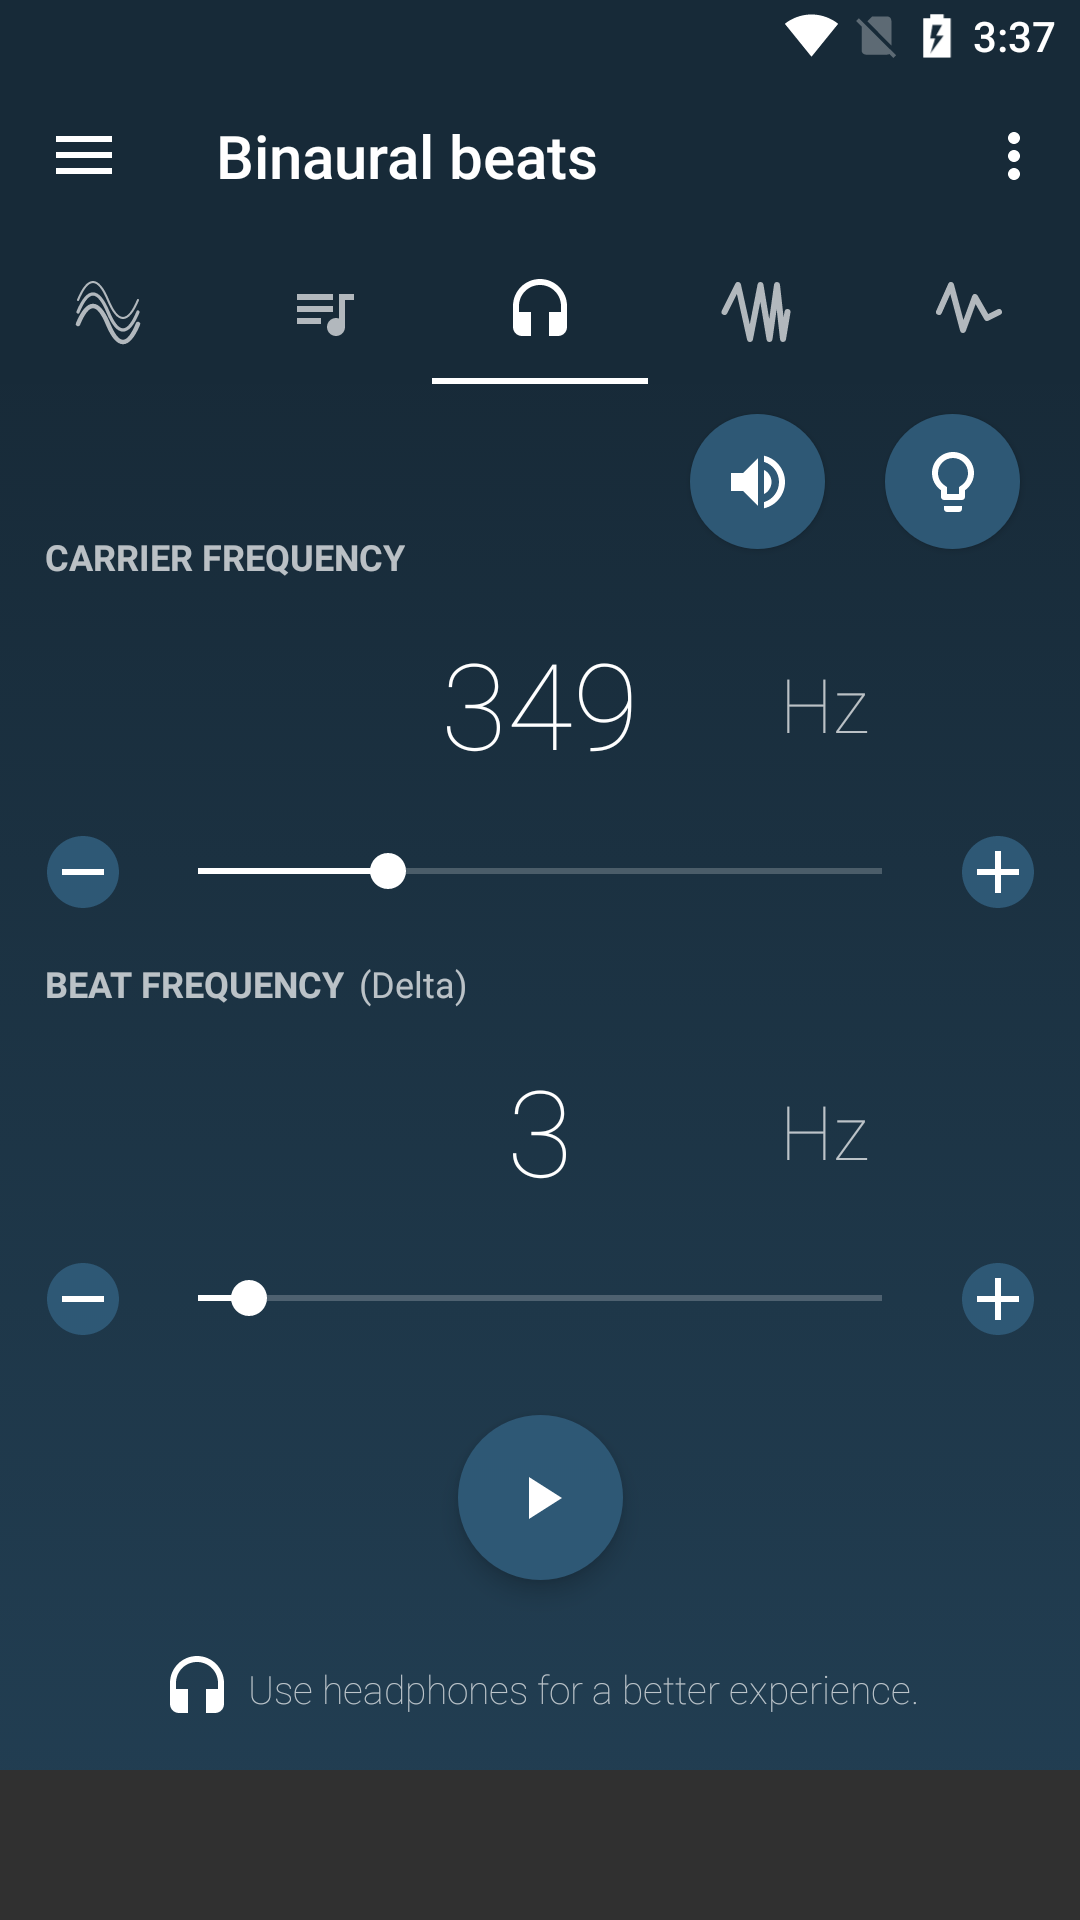 3:37
Binaural beats
CARRIER FREQUENCY
349 Hz
BEAT FREQUENCY (Delta)
3 Hz
Use headphones for a better experience.